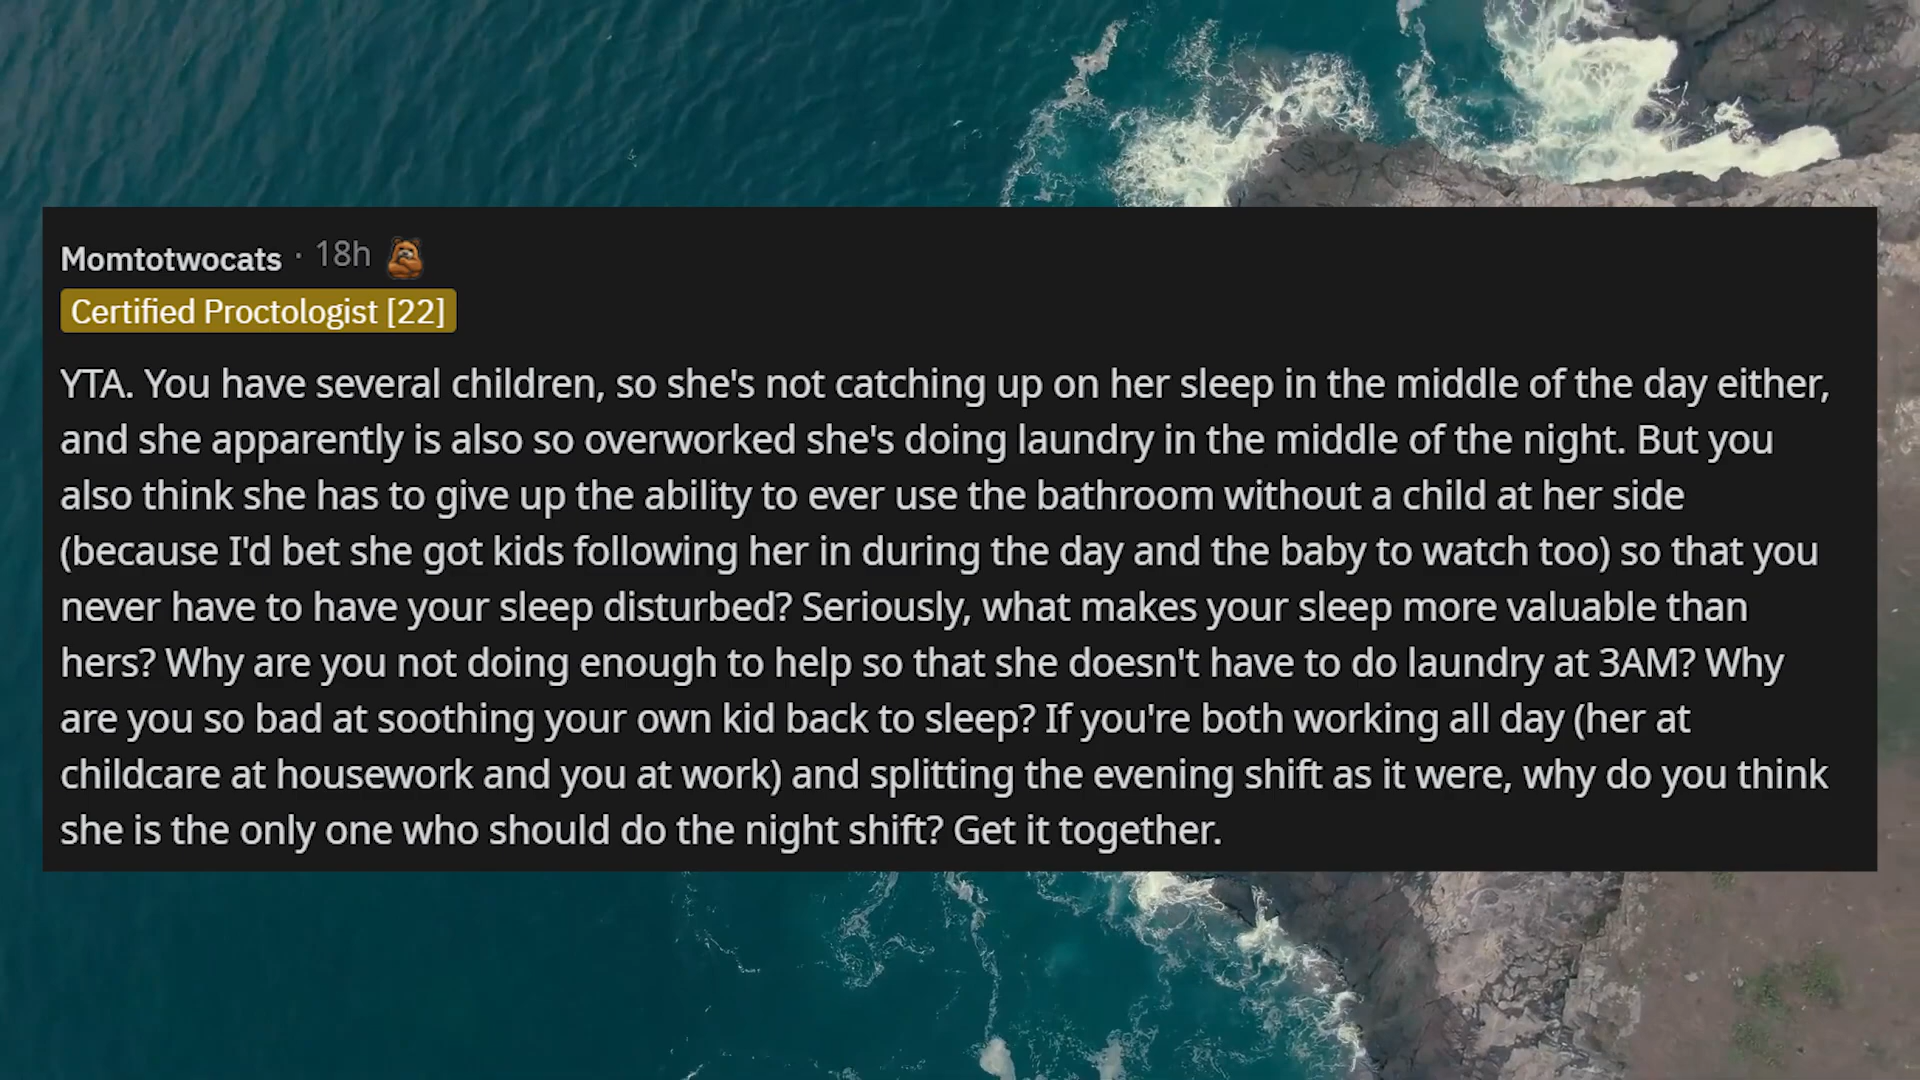 Momtotwocats · 18h
Certified Proctologist [22]
YTA. You have several children, so she's not catching up on her sleep in the middle of the day either,
and she apparently is also so overworked she's doing laundry in the middle of the night. But you
also think she has to give up the ability to ever use the bathroom without a child at her side
(because I'd bet she got kids following her in during the day and the baby to watch too) so that you
never have to have your sleep disturbed? Seriously, what makes your sleep more valuable than
hers? Why are you not doing enough to help so that she doesn't have to do laundry at 3AM? Why
are you so bad at soothing your own kid back to sleep? If you're both working all day (her at
childcare at housework and you at work) and splitting the evening shift as it were, why do you think
she is the only one who should do the night shift? Get it together.